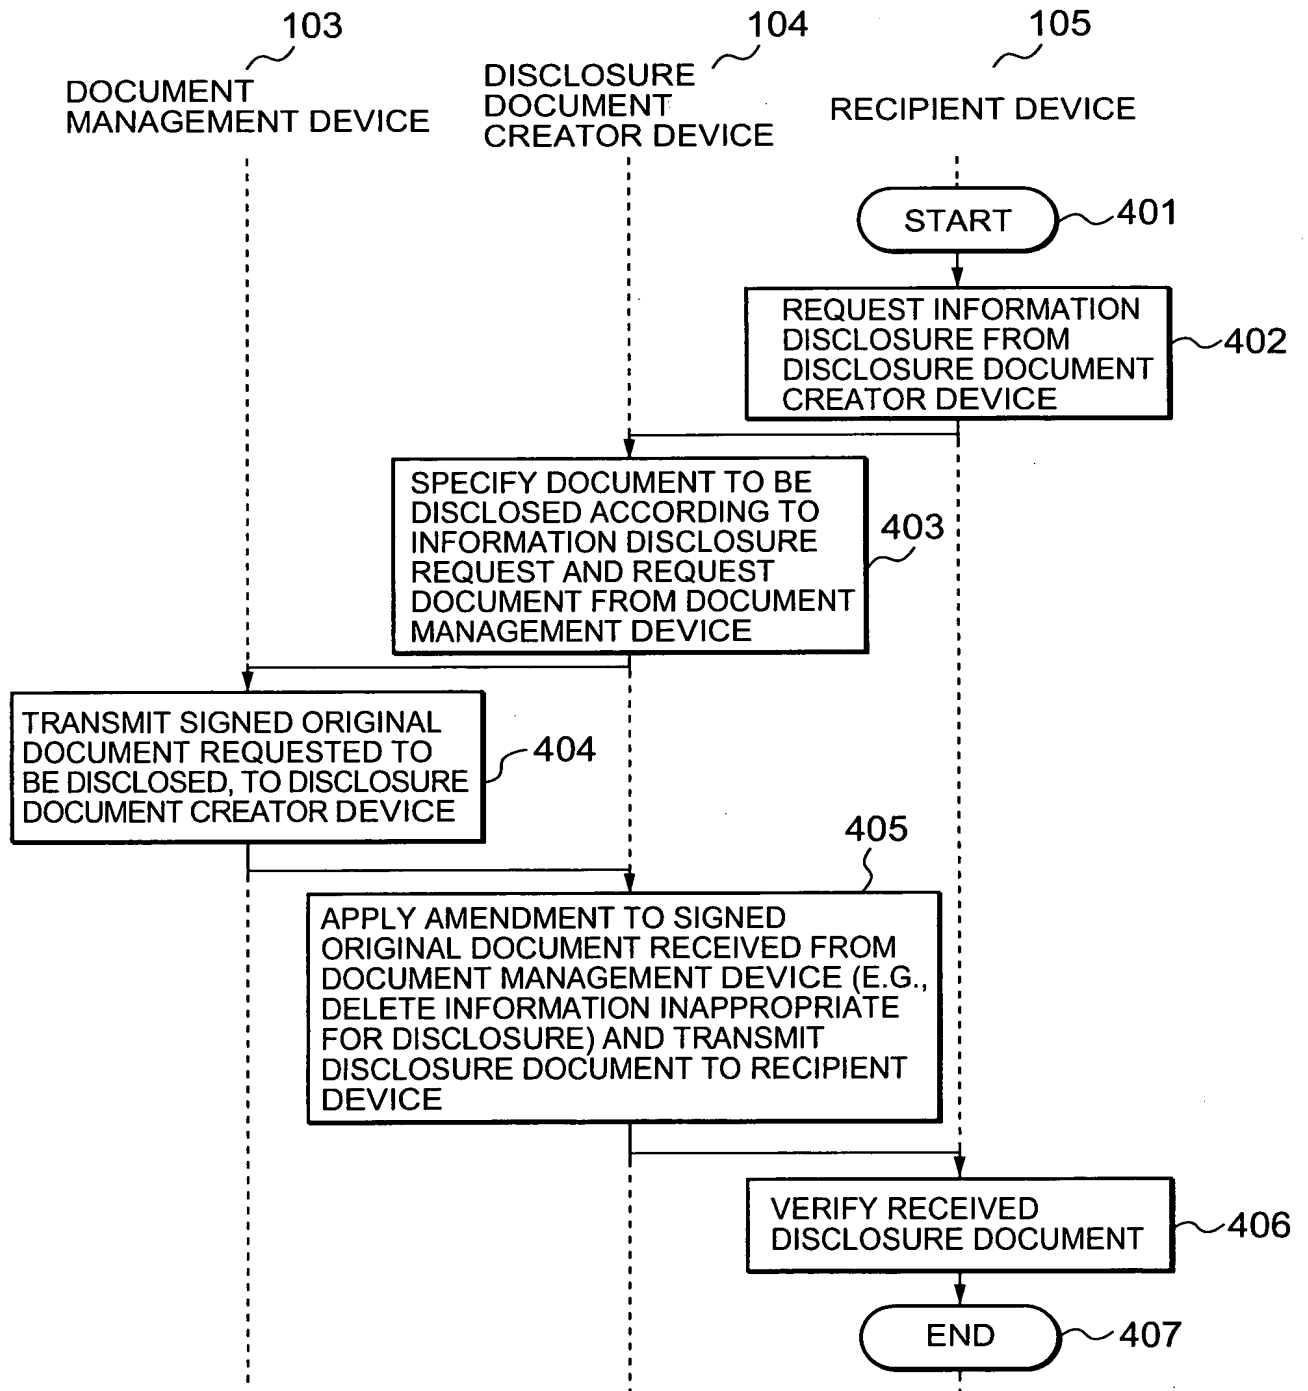 103
104
105
DOCUMENT
MANAGEMENT DEVICE
DISCLOSURE
DOCUMENT
CREATOR DEVICE
RECIPIENT DEVICE
START
401
REQUEST INFORMATION
DISCLOSURE FROM
DISCLOSURE DOCUMENT
CREATOR DEVICE
402
SPECIFY DOCUMENT TO BE
DISCLOSED ACCORDING TO
INFORMATION DISCLOSURE
REQUEST AND REQUEST
DOCUMENT FROM DOCUMENT
MANAGEMENT DEVICE
403
TRANSMIT SIGNED ORIGINAL
DOCUMENT REQUESTED TO
BE DISCLOSED, TO DISCLOSURE
DOCUMENT CREATOR DEVICE
404
405
APPLY AMENDMENT TO SIGNED
ORIGINAL DOCUMENT RECEIVED FROM
DOCUMENT MANAGEMENT DEVICE (E.G.,
DELETE INFORMATION INAPPROPRIATE
FOR DISCLOSURE) AND TRANSMIT
DISCLOSURE DOCUMENT TO RECIPIENT
DEVICE
VERIFY RECEIVED
DISCLOSURE DOCUMENT
406
END
407